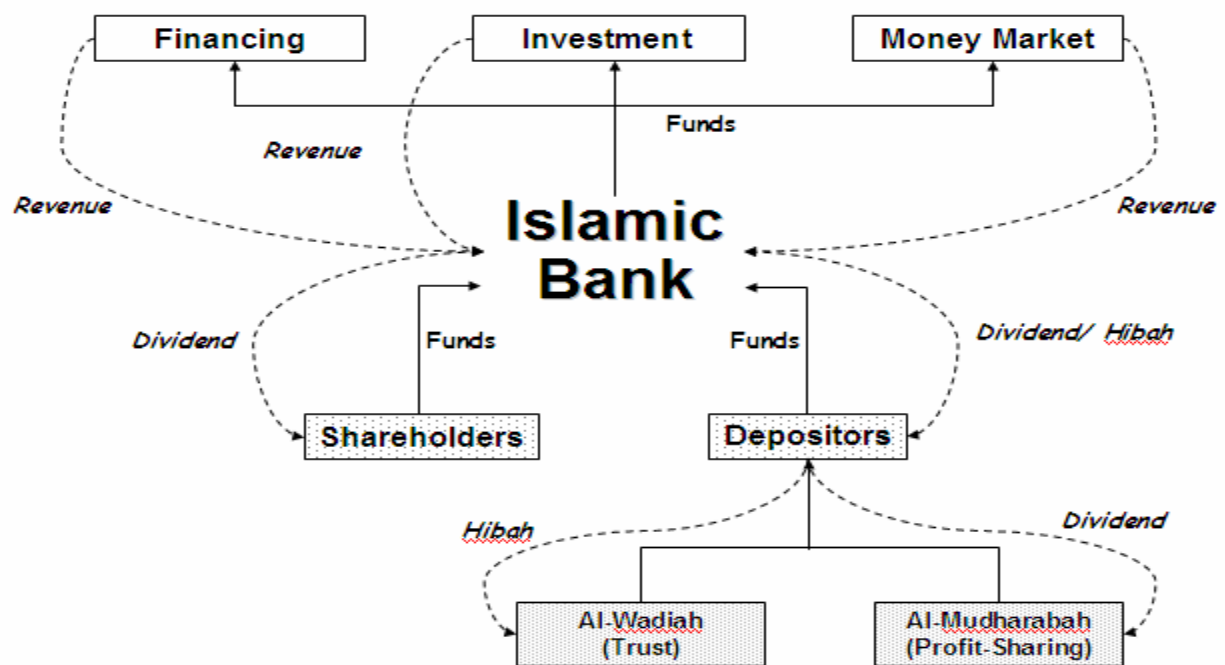 Financing
Investment
Money Market
Funds
Revenue
Revenue
Revenue
Islamic
Bank
Dividend
Funds
Funds
Dividend/ Hibah
Shareholders
Depositors
Hibah
Dividend
Al-Wadiah
(Trust)
Al-Mudharabah
(Profit-Sharing)